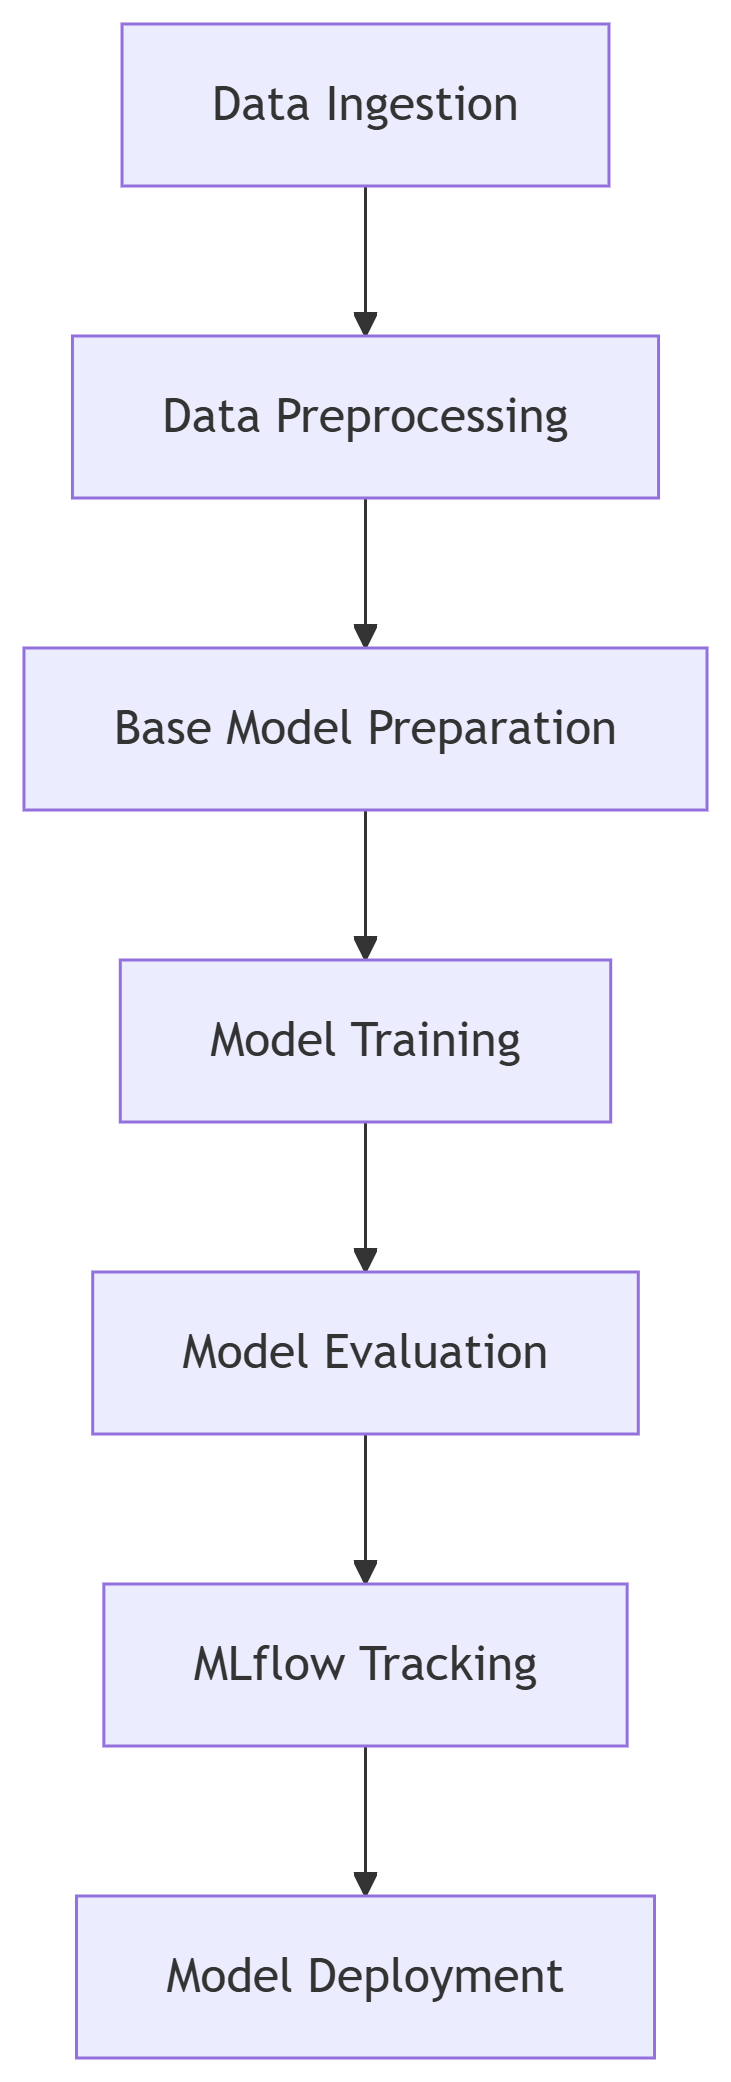 Data Ingestion
Data Preprocessing
Base Model Preparation
Model Training
Model Evaluation
MLflow Tracking
Model Deployment